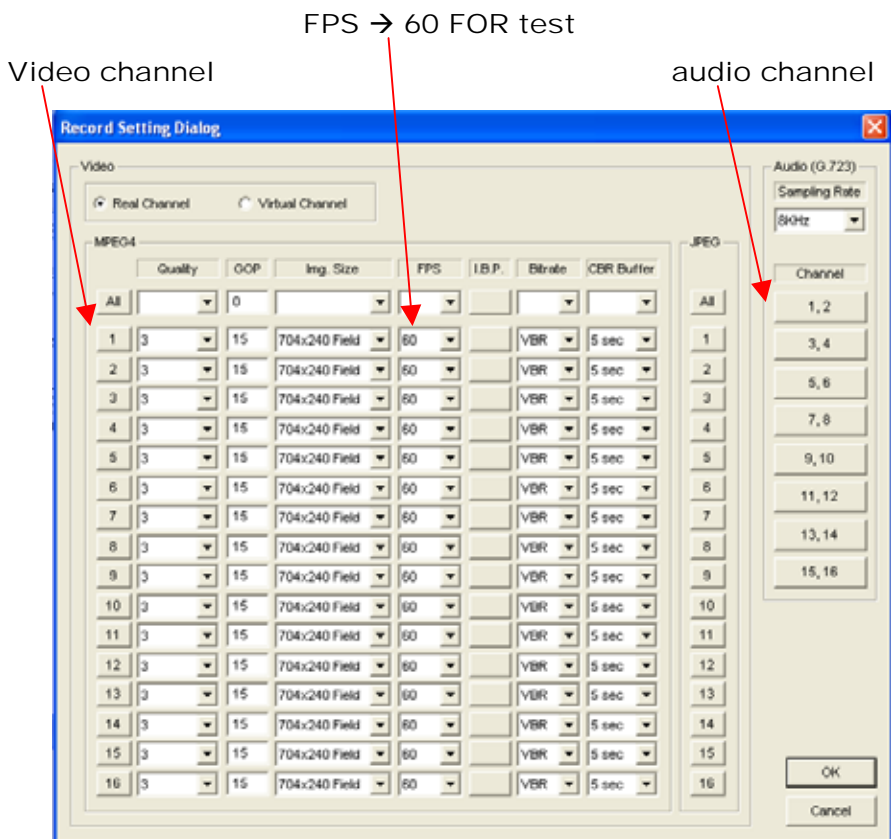 FPS → 60 FOR test
Video channel audio channel
Record Setting Dialog
Video Audio (G.723)
Real Channel Virtual Channel Sampling Rate
8KHz
MPEG4 JPEG
Quality GOP Img. Size FPS I.B.P. Bitrate CBR Buffer Channel
All 0 All 1, 2
1 3 15 704x240 Field 60 VBR 5 sec 1 3, 4
2 3 15 704x240 Field 60 VBR 5 sec 2
3 3 15 704x240 Field 60 VBR 5 sec 3 5, 6
4 3 15 704x240 Field 60 VBR 5 sec 4 7, 8
5 3 15 704x240 Field 60 VBR 5 sec 5 9, 10
6 3 15 704x240 Field 60 VBR 5 sec 6 11, 12
7 3 15 704x240 Field 60 VBR 5 sec 7
8 3 15 704x240 Field 60 VBR 5 sec 8 13, 14
9 3 15 704x240 Field 60 VBR 5 sec 9 15, 16
10 3 15 704x240 Field 60 VBR 5 sec 10
11 3 15 704x240 Field 60 VBR 5 sec 11
12 3 15 704x240 Field 60 VBR 5 sec 12
13 3 15 704x240 Field 60 VBR 5 sec 13
14 3 15 704x240 Field 60 VBR 5 sec 14
15 3 15 704x240 Field 60 VBR 5 sec 15
16 3 15 704x240 Field 60 VBR 5 sec 16
OK
Cancel